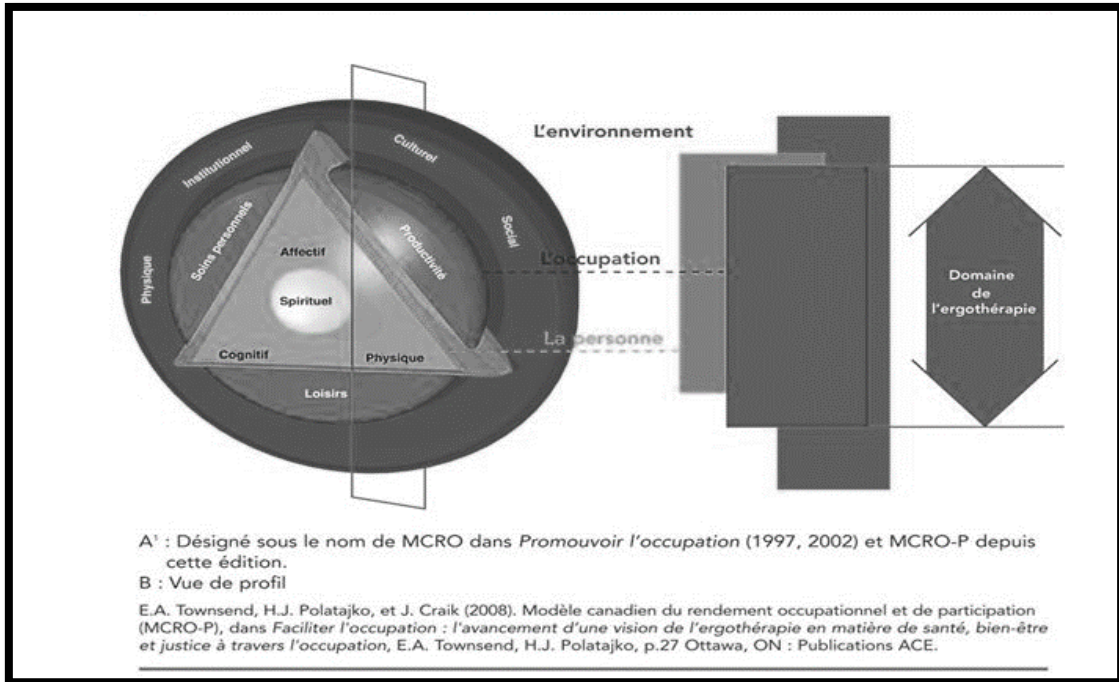 L'environnement
Institutionnel
Culturel
Physique
Soins personnels
Productivité
Social
Affectif
Spirituel
Cognitif
Physique
Loisirs
L'occupation
La personne
Domaine
de
l'ergothérapie
A¹ : Désigné sous le nom de MCRO dans Promouvoir l'occupation (1997, 2002) et MCRO-P depuis
cette édition.
B : Vue de profil
E.A. Townsend, H.J. Polatajko, et J. Craik (2008). Modèle canadien du rendement occupationnel et de participation
(MCRO-P), dans Faciliter l'occupation : l'avancement d'une vision de l'ergothérapie en matière de santé, bien-être
et justice à travers l'occupation, E.A. Townsend, H.J. Polatajko, p.27 Ottawa, ON : Publications ACE.